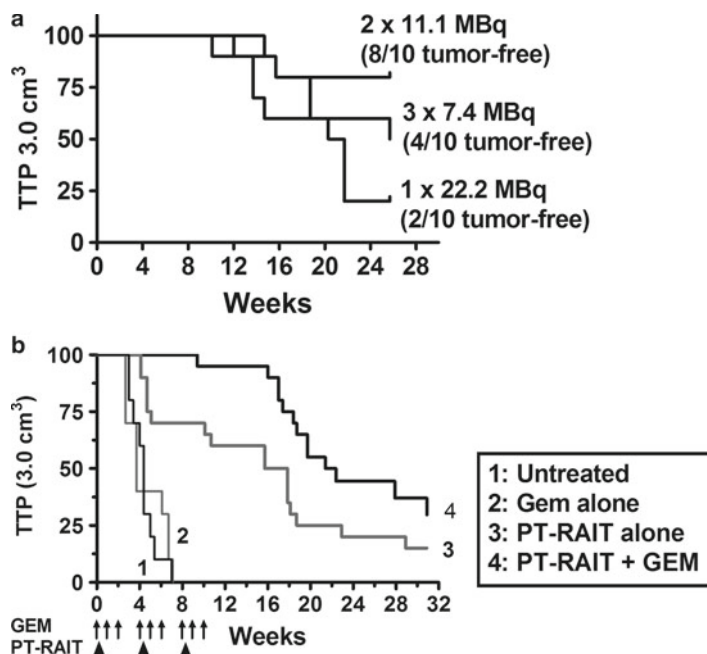 a
TTP 3.0 cm³
100
75
50
25
0
0 4 8 12 16 20 24 28
Weeks
2 x 11.1 MBq
(8/10 tumor-free)
3 x 7.4 MBq
(4/10 tumor-free)
1 x 22.2 MBq
(2/10 tumor-free)
b
TTP (3.0 cm³)
100
75
50
25
0
1
2
3
4
0 4 8 12 16 20 24 28 32
GEM
PT-RAIT
Weeks
1: Untreated
2: Gem alone
3: PT-RAIT alone
4: PT-RAIT + GEM